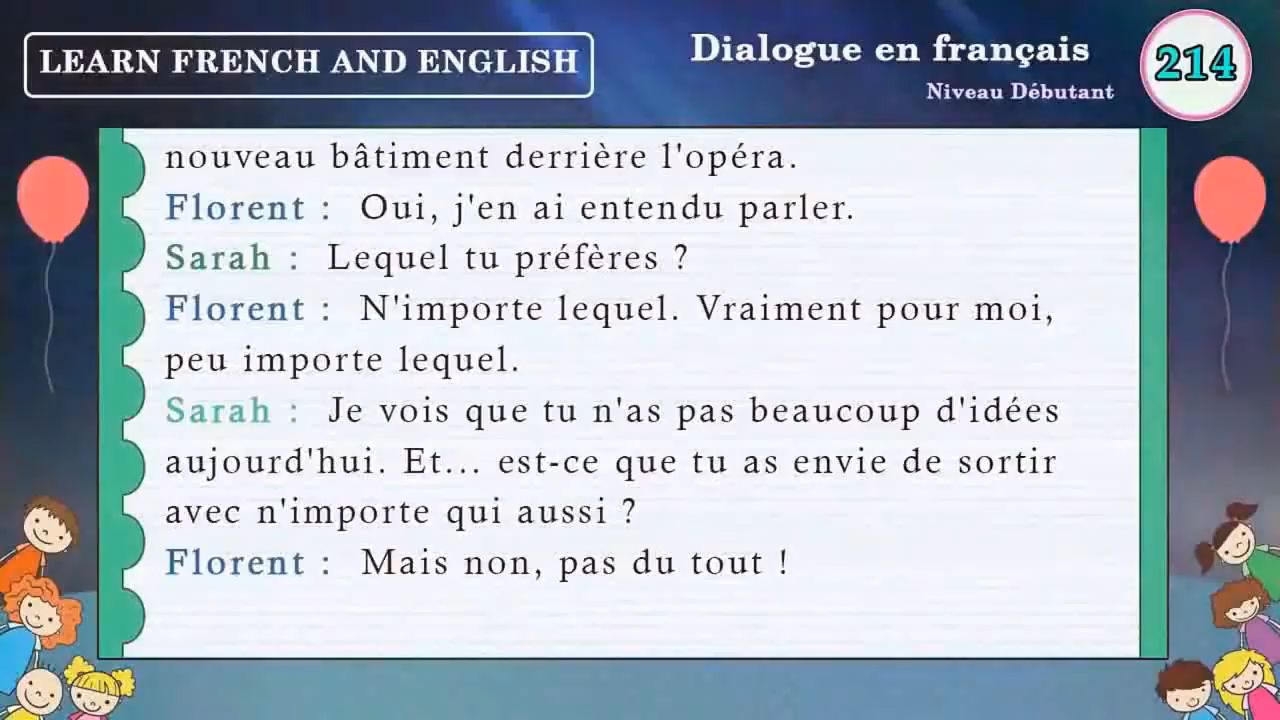 LEARN FRENCH AND ENGLISH
Dialogue en français
Niveau Débutant
214
nouveau bâtiment derrière l'opéra.
Florent : Oui, j'en ai entendu parler.
Sarah : Lequel tu préfères ?
Florent : N'importe lequel. Vraiment pour moi,
peu importe lequel.
Sarah : Je vois que tu n'as pas beaucoup d'idées
aujourd'hui. Et... est-ce que tu as envie de sortir
avec n'importe qui aussi ?
Florent : Mais non, pas du tout !